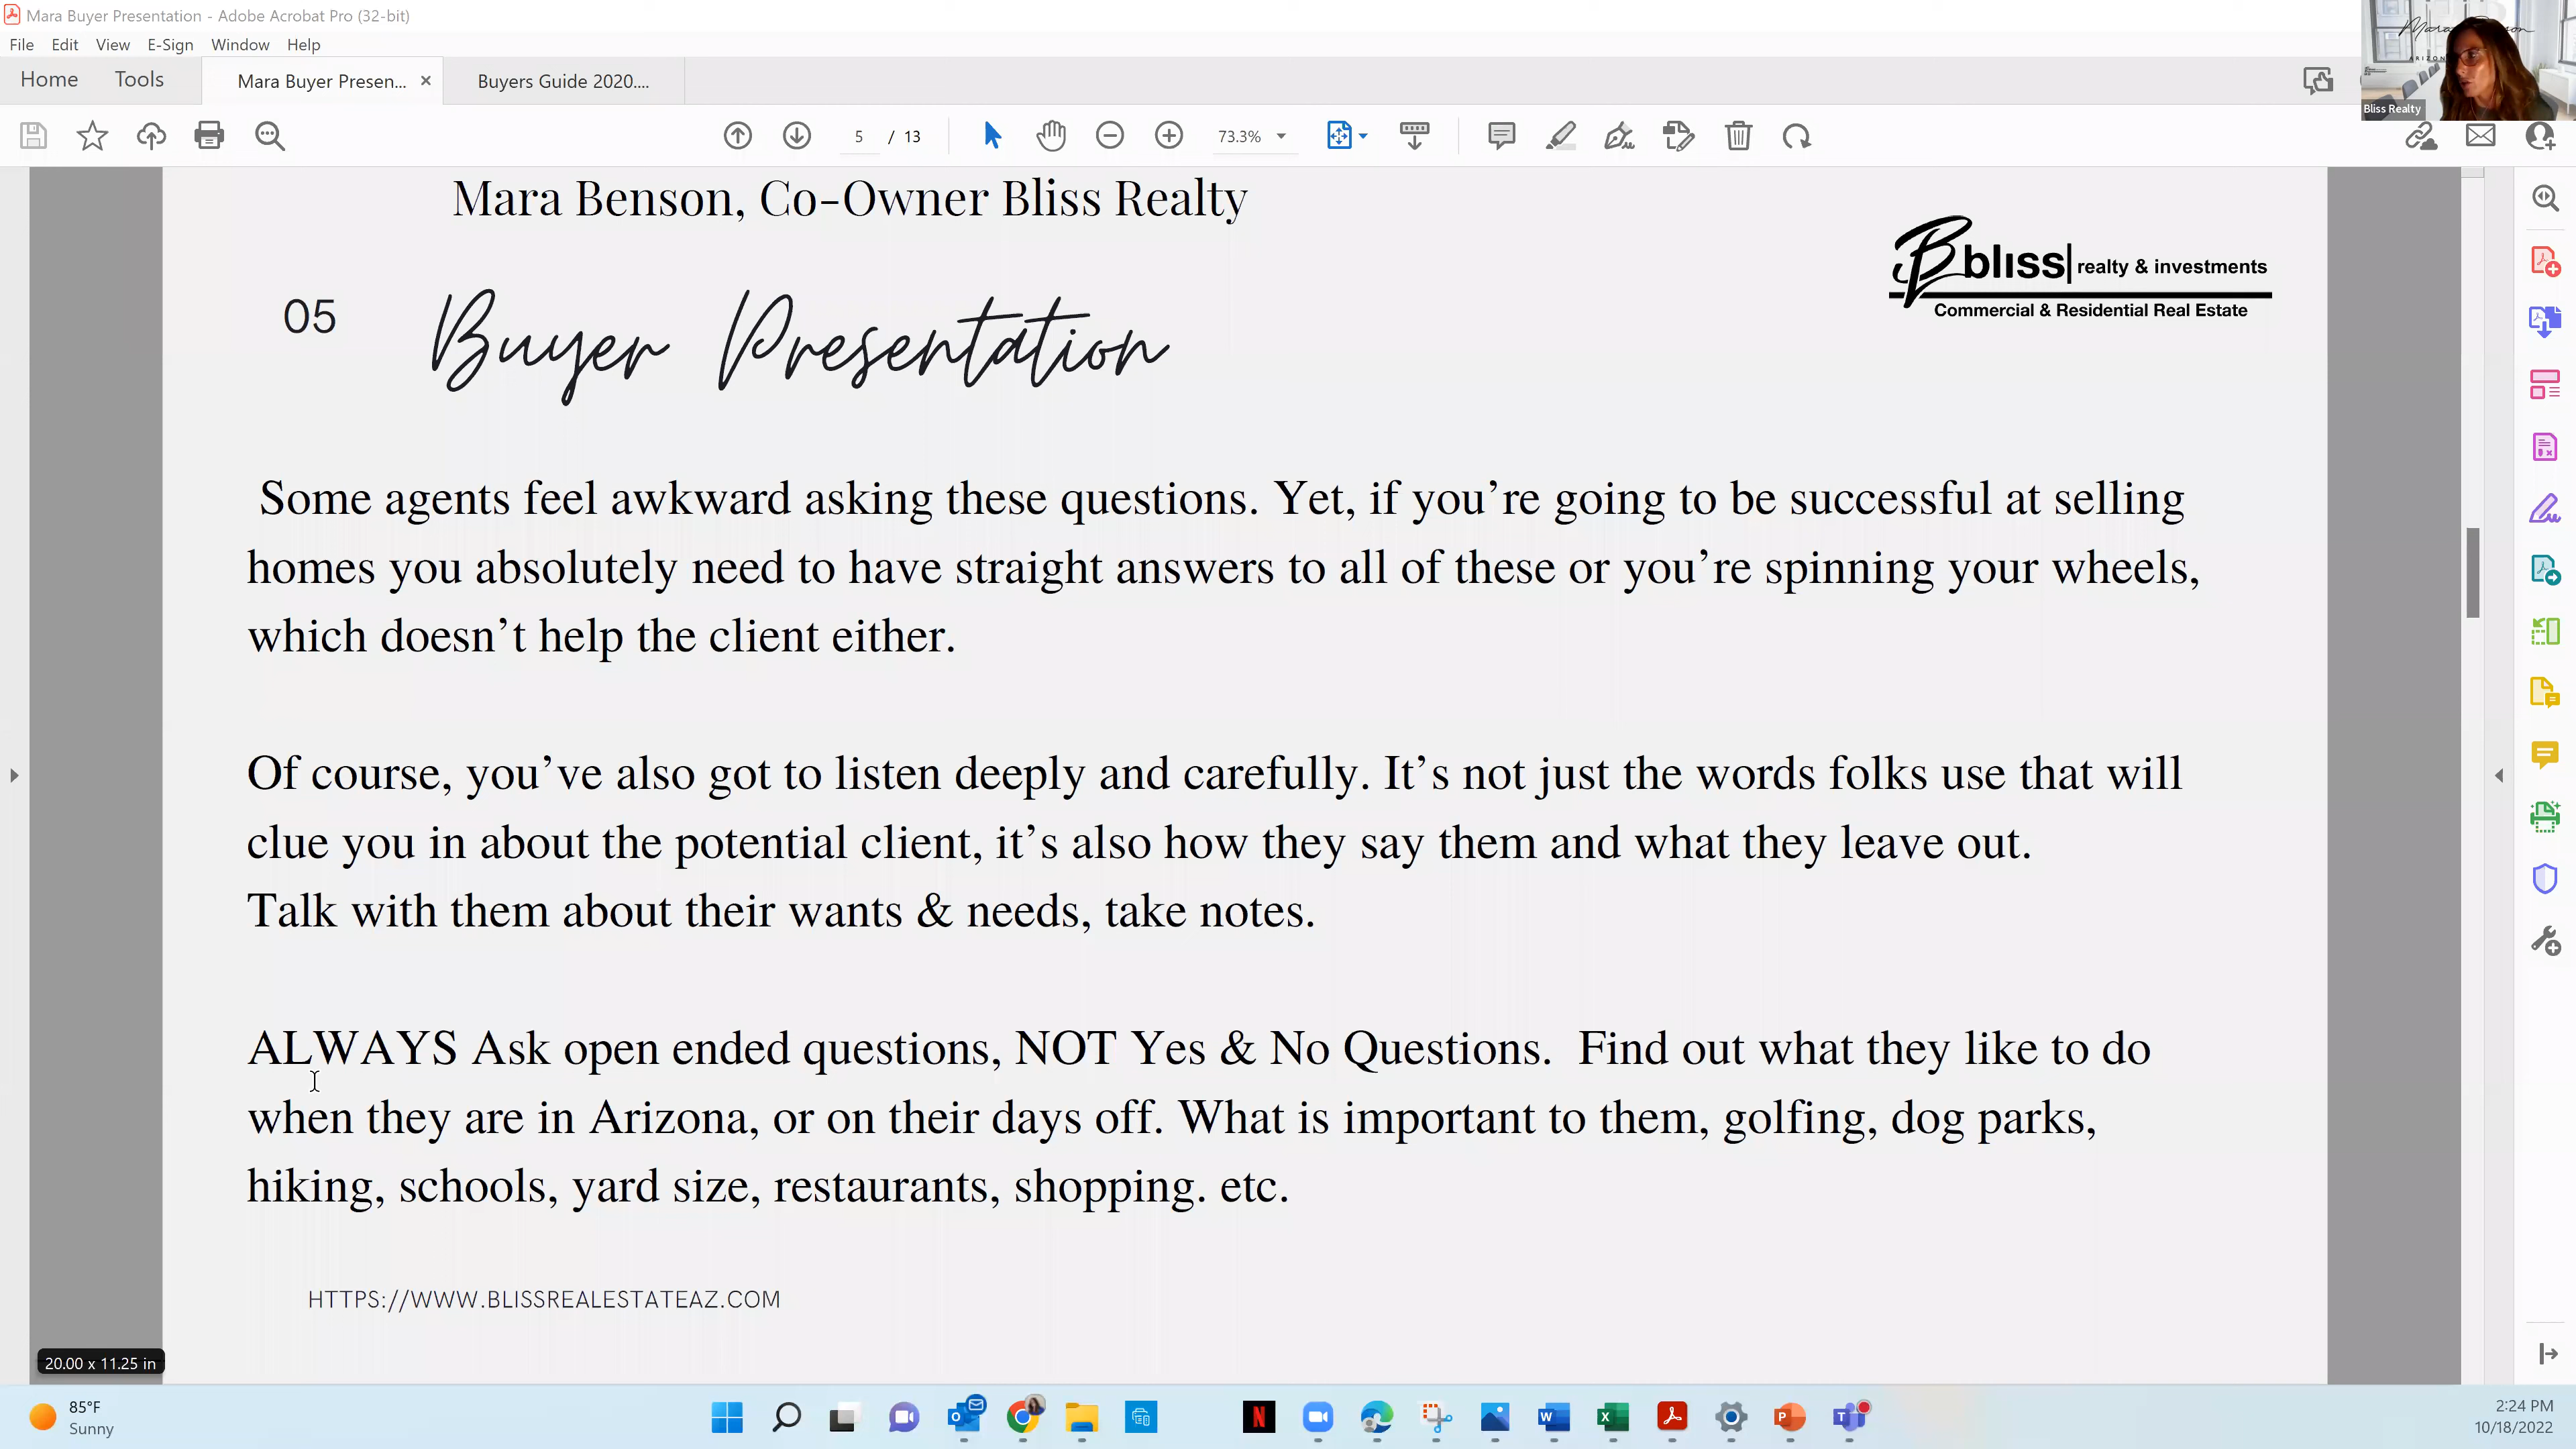 Mara Buyer Presentation - Adobe Acrobat Pro (32-bit)
File Edit View E-Sign Window Help
Home Tools Mara Buyer Presen... Buyers Guide 2020....
5 / 13 73.3%
Bliss Realty
Mara Benson, Co-Owner Bliss Realty
bliss realty & investments
Commercial & Residential Real Estate
05 Buyer Presentation
Some agents feel awkward asking these questions. Yet, if you’re going to be successful at selling
homes you absolutely need to have straight answers to all of these or you’re spinning your wheels,
which doesn’t help the client either.
Of course, you’ve also got to listen deeply and carefully. It’s not just the words folks use that will
clue you in about the potential client, it’s also how they say them and what they leave out.
Talk with them about their wants & needs, take notes.
ALWAYS Ask open ended questions, NOT Yes & No Questions. Find out what they like to do
when they are in Arizona, or on their days off. What is important to them, golfing, dog parks,
hiking, schools, yard size, restaurants, shopping. etc.
HTTPS://WWW.BLISSREALESTATEAZ.COM
20.00 x 11.25 in
85°F
Sunny
2:24 PM
10/18/2022